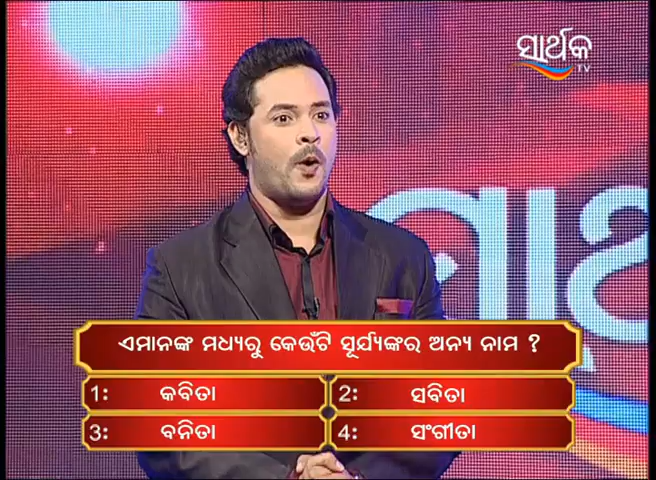 ସାର୍ଥକ
TV
ସାର୍ଥ
ଏମାନଙ୍କ ମଧ୍ୟରୁ କେଉଁଟି ସୂର୍ଯ୍ୟଙ୍କର ଅନ୍ୟ ନାମ ?
1: କବିତା
2: ସବିତା
3: ବନିତା
4: ସଂଗୀତା